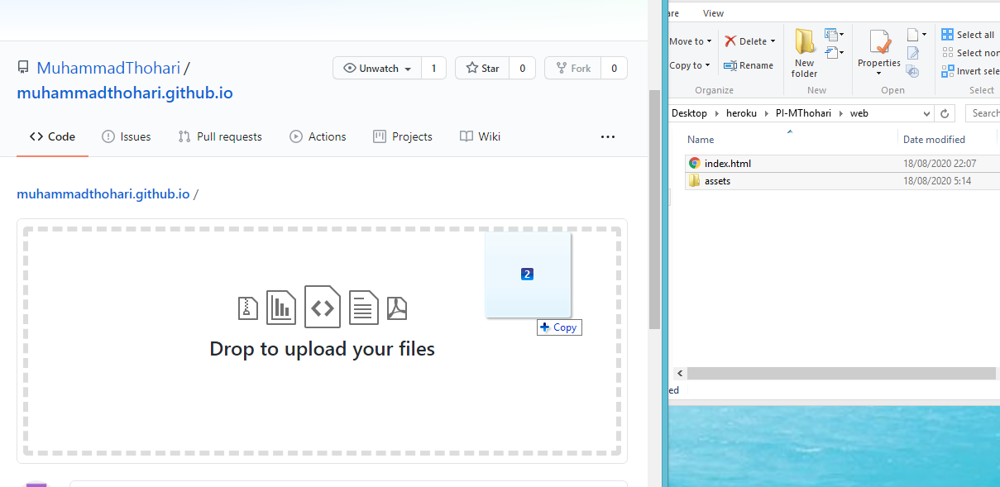 MuhammadThohari /
muhammadthohari.github.io
Unwatch 1
Star 0
Fork 0
Code
Issues
Pull requests
Actions
Projects
Wiki
muhammadthohari.github.io /
Drop to upload your files
2
Copy
are View
Move to
Copy to
Delete
Rename
Organize
New
folder
New
Properties
Open
Select all
Select non
Invert sele
Select
Desktop heroku PI-MThohari web
Search
Name Date modified
index.html 18/08/2020 22:07
assets 18/08/2020 5:14
ed